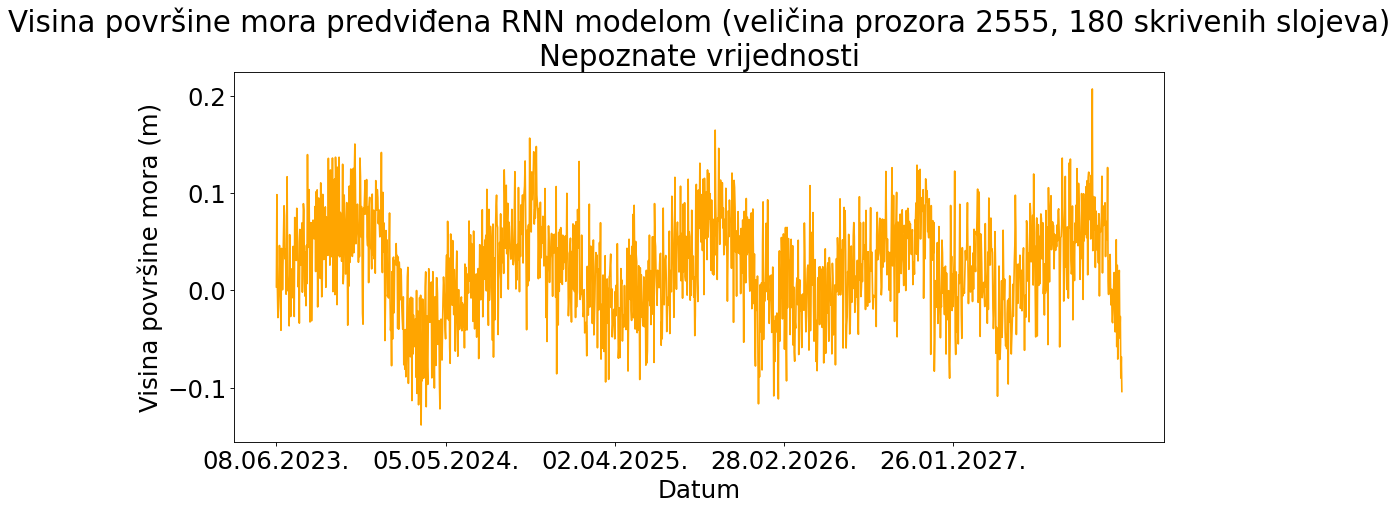 Visina površine mora predviđena RNN modelom (veličina prozora 2555, 180 skrivenih slojeva)
Nepoznate vrijednosti
Visina površine mora (m)
0.2
0.1
0.0
−0.1
08.06.2023. 05.05.2024. 02.04.2025. 28.02.2026. 26.01.2027.
Datum